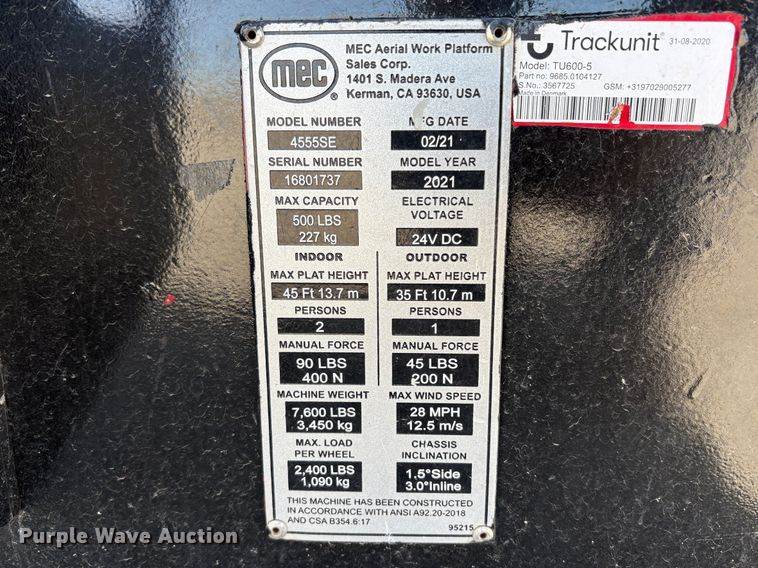 mec
MEC Aerial Work Platform
Sales Corp.
1401 S. Madera Ave
Kerman, CA 93630, USA
MODEL NUMBER MFG DATE
4555SE 02/21
SERIAL NUMBER MODEL YEAR
16801737 2021
MAX CAPACITY ELECTRICAL
VOLTAGE
500 LBS
227 kg 24V DC
INDOOR OUTDOOR
MAX PLAT HEIGHT MAX PLAT HEIGHT
45 Ft 13.7 m 35 Ft 10.7 m
PERSONS PERSONS
2 1
MANUAL FORCE MANUAL FORCE
90 LBS 45 LBS
400 N 200 N
MACHINE WEIGHT MAX WIND SPEED
7,600 LBS 28 MPH
3,450 kg 12.5 m/s
MAX. LOAD CHASSIS
PER WHEEL INCLINATION
2,400 LBS 1.5°Side
1,090 kg 3.0°Inline
THIS MACHINE HAS BEEN CONSTRUCTED
IN ACCORDANCE WITH ANSI A92.20-2018
AND CSA B354.6:17 95215
Trackunit 31-08-2020
Model: TU600-5
Part no: 9685.0104127
S.No.: 3567725 GSM: +3197029005277
Made in Denmark
Purple Wave Auction